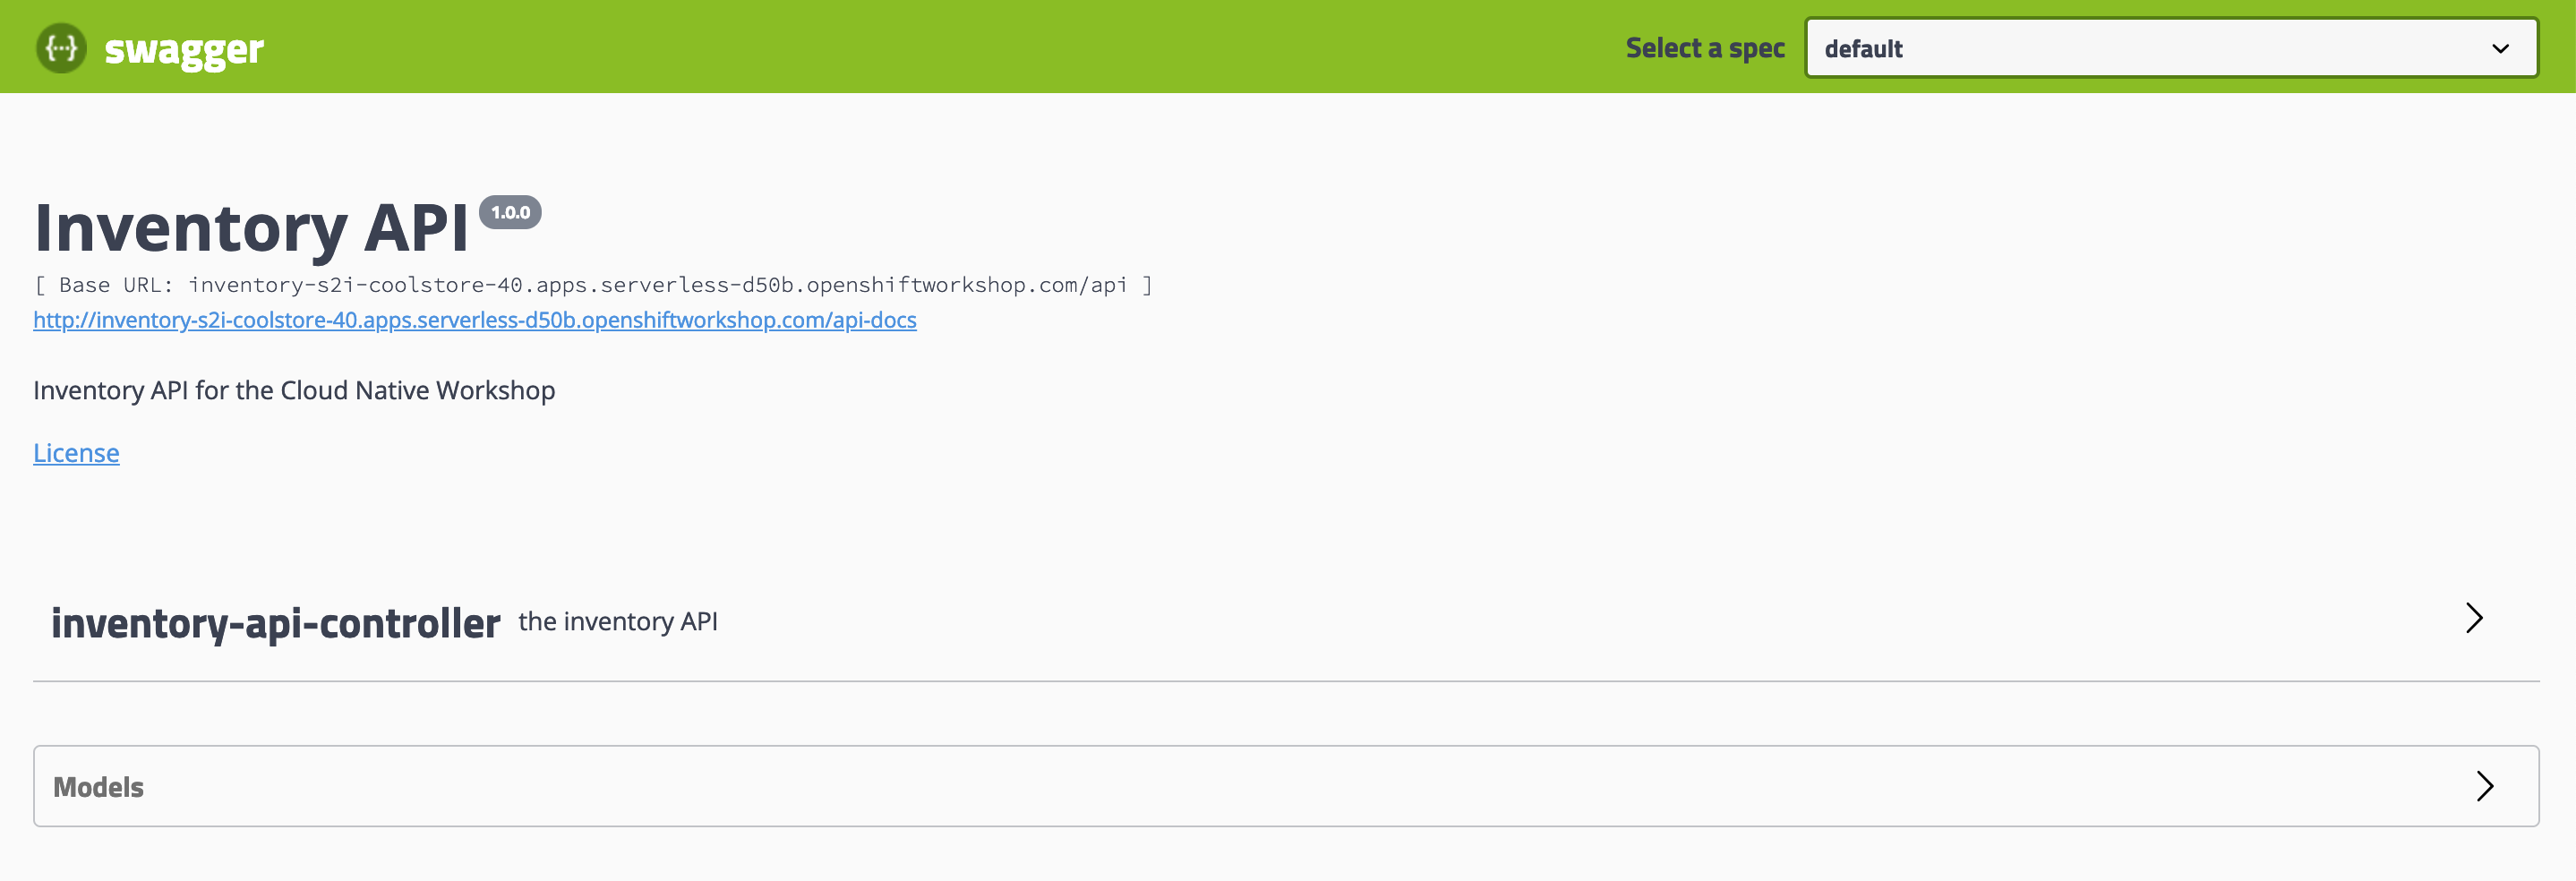 {···} swagger Select a spec default
Inventory API 1.0.0
[ Base URL: inventory-s2i-coolstore-40.apps.serverless-d50b.openshiftworkshop.com/api ]
http://inventory-s2i-coolstore-40.apps.serverless-d50b.openshiftworkshop.com/api-docs
Inventory API for the Cloud Native Workshop
License
inventory-api-controller the inventory API
Models